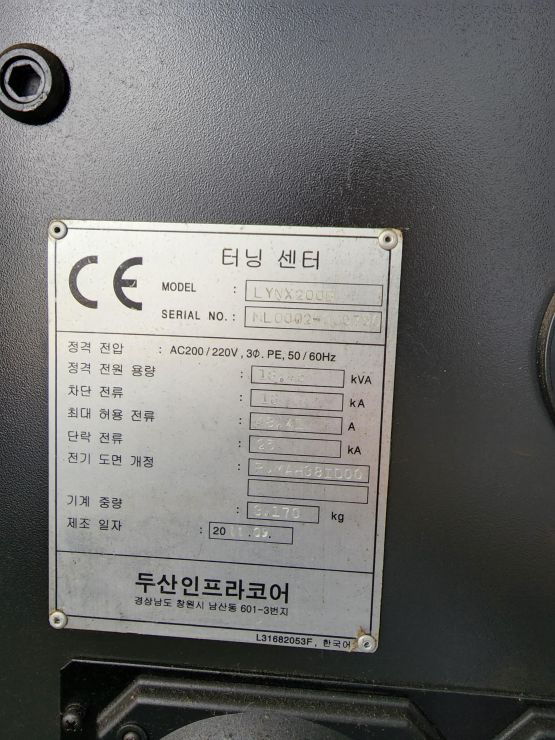 터닝 센터
CE
MODEL :
SERIAL NO. :
정격 전압 : AC200/220V, 3Φ. PE, 50/60Hz
정격 전원 용량 : kVA
차단 전류 : kA
최대 허용 전류 : A
단락 전류 : kA
전기 도면 개정 :
기계 중량 : 3,170 kg
제조 일자 : 2011.09.
두산인프라코어
경상남도 창원시 남산동 601-3번지
L31682053F, 한국어